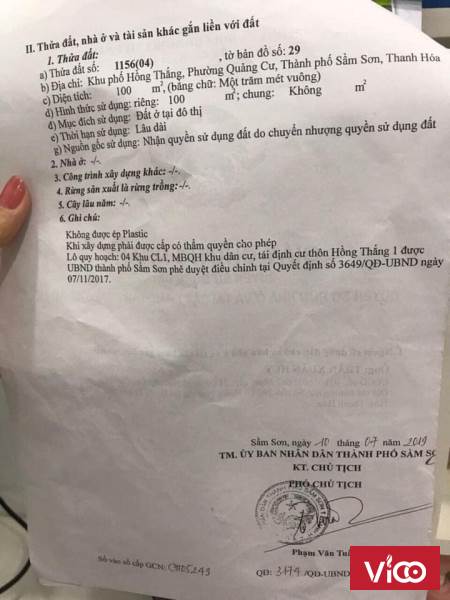 II. Thửa đất, nhà ở và tài sản khác gắn liền với đất
1. Thửa đất:
a) Thửa đất số: 1156(04) , tờ bản đồ số: 29
b) Địa chỉ: Khu phố Hồng Thắng, Phường Quảng Cư, Thành phố Sầm Sơn, Thanh Hóa
c) Diện tích: 100 m², (bằng chữ: Một trăm mét vuông)
d) Hình thức sử dụng: riêng: 100 m²; chung: Không m²
đ) Mục đích sử dụng: Đất ở tại đô thị
e) Thời hạn sử dụng: Lâu dài
g) Nguồn gốc sử dụng: Nhận quyền sử dụng đất do chuyển nhượng quyền sử dụng đất
2. Nhà ở: -/-.
3. Công trình xây dựng khác: -/-.
4. Rừng sản xuất là rừng trồng: -/-.
5. Cây lâu năm: -/-.
6. Ghi chú:
Không được ép Plastic
Khi xây dựng phải được cấp có thẩm quyền cho phép
Lô quy hoạch: 04 Khu CL1, MBQH khu dân cư, tái định cư thôn Hồng Thắng 1 được
UBND thành phố Sầm Sơn phê duyệt điều chỉnh tại Quyết định số 3649/QĐ-UBND ngày
07/11/2017.
Sầm Sơn, ngày 10 tháng 07 năm 2019
TM. ỦY BAN NHÂN DÂN THÀNH PHỐ SẦM SƠ
KT. CHỦ TỊCH
PHÓ CHỦ TỊCH
Phạm Văn Tu
Số vào sổ cấp GCN: CH05243
QĐ: 3174 /QĐ-UBND
VICO